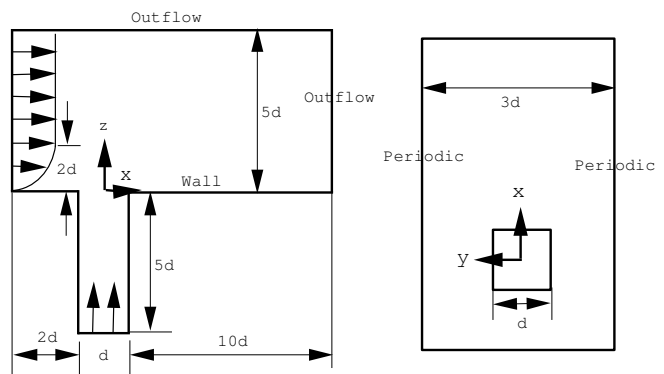 Outflow
z
x
2d
5d
Outflow
Wall
5d
2d
d
10d
3d
Periodic
Periodic
x
y
d